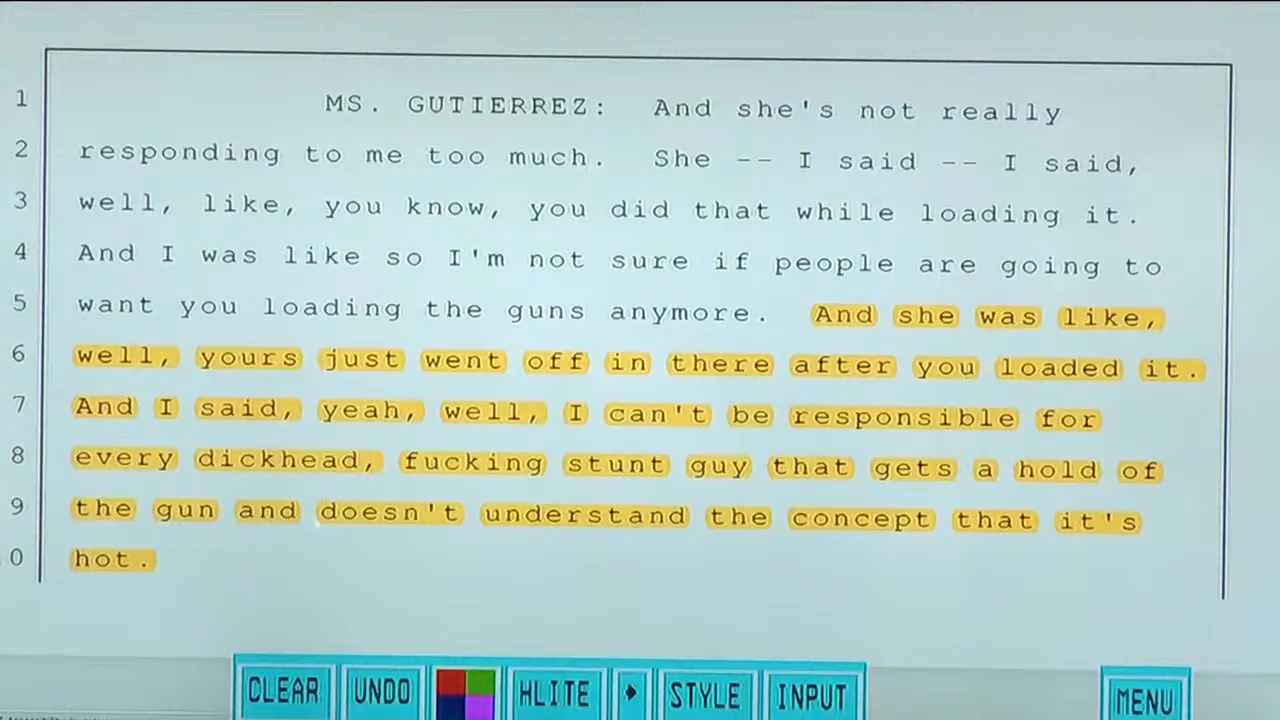 1 MS. GUTIERREZ: And she's not really
2 responding to me too much. She -- I said -- I said,
3 well, like, you know, you did that while loading it.
4 And I was like so I'm not sure if people are going to
5 want you loading the guns anymore. And she was like,
6 well, yours just went off in there after you loaded it.
7 And I said, yeah, well, I can't be responsible for
8 every dickhead, fucking stunt guy that gets a hold of
9 the gun and doesn't understand the concept that it's
0 hot.
CLEAR UNDO HLITE STYLE INPUT MENU